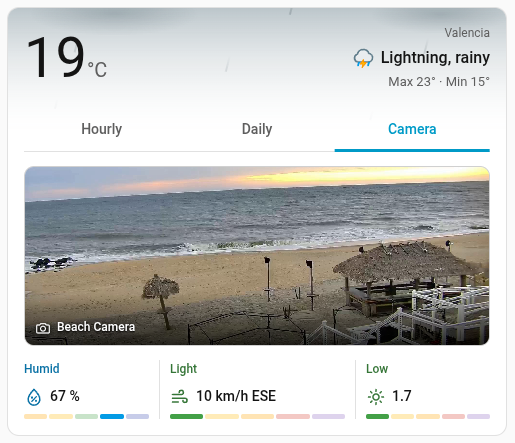 19 °C
Valencia
Lightning, rainy
Max 23° · Min 15°
Hourly
Daily
Camera
Beach Camera
Humid
67 %
Light
10 km/h ESE
Low
1.7